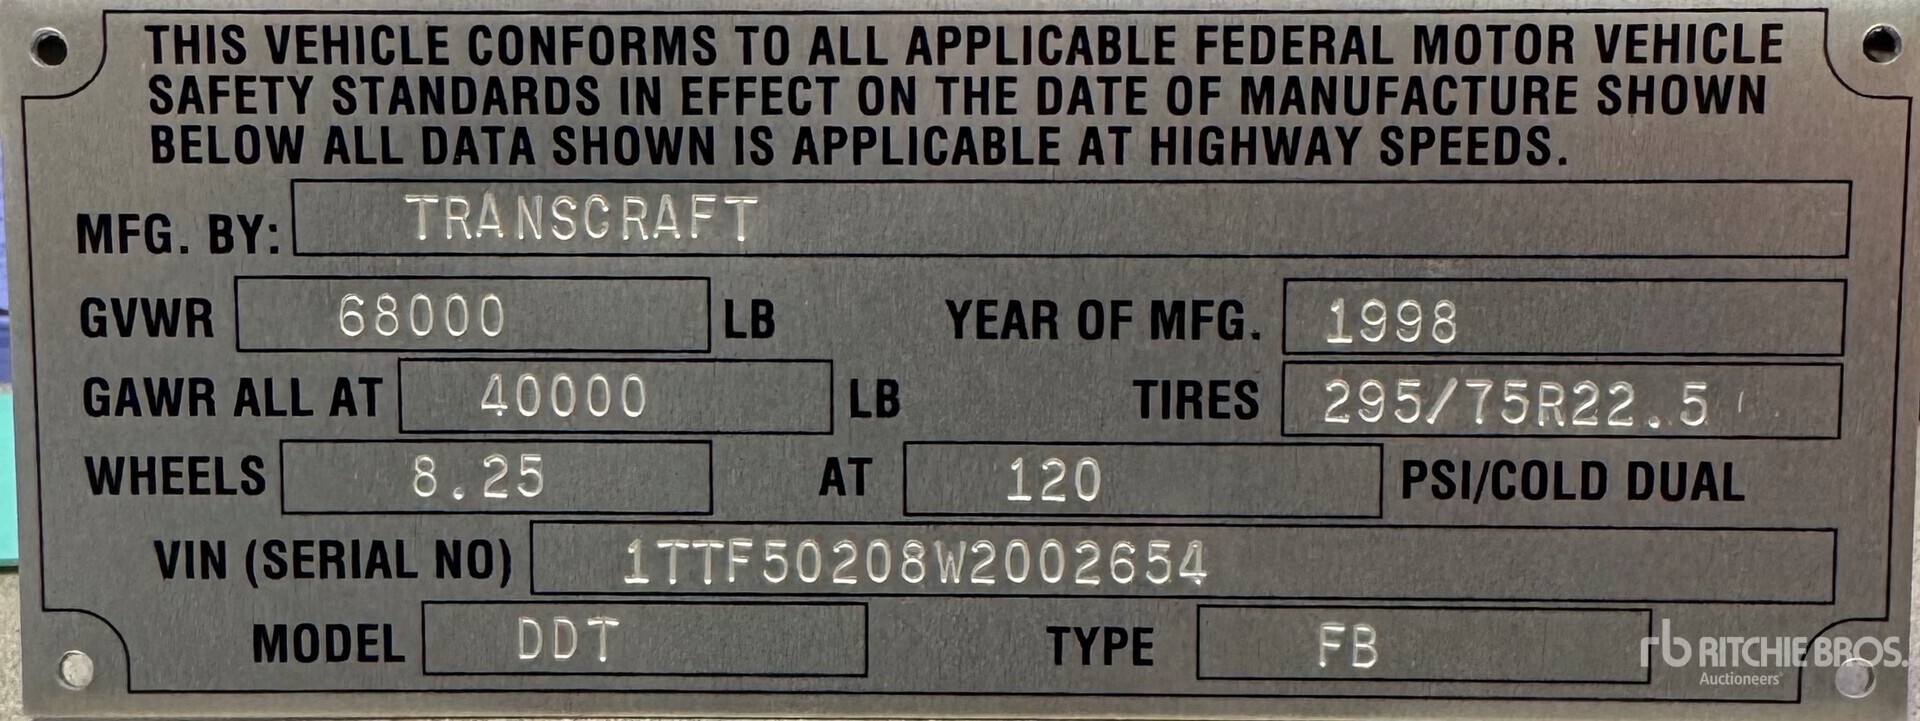 THIS VEHICLE CONFORMS TO ALL APPLICABLE FEDERAL MOTOR VEHICLE
SAFETY STANDARDS IN EFFECT ON THE DATE OF MANUFACTURE SHOWN
BELOW ALL DATA SHOWN IS APPLICABLE AT HIGHWAY SPEEDS.
MFG. BY: TRANSCRAFT
GVWR 68000 LB YEAR OF MFG. 1998
GAWR ALL AT 40000 LB TIRES 295/75R22.5
WHEELS 8.25 AT 120 PSI/COLD DUAL
VIN (SERIAL NO) 1TTF50208W2002654
MODEL DDT TYPE FB
rb RITCHIE BROS.
Auctioneers